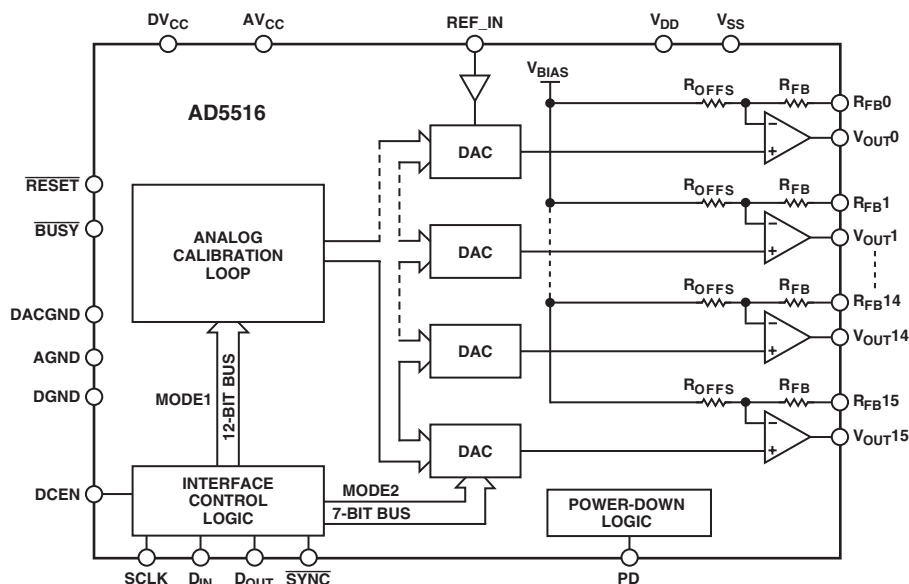 DVCC
AVCC
REF_IN
VDD
VSS
VBIAS
AD5516
ROFFS
RFB
RFB0
VOUT0
DAC
RESET
BUSY
ANALOG
CALIBRATION
LOOP
ROFFS
RFB
RFB1
VOUT1
DAC
DACGND
AGND
DGND
ROFFS
RFB
RFB14
VOUT14
DAC
MODE1
12-BIT BUS
ROFFS
RFB
RFB15
VOUT15
DAC
DCEN
INTERFACE
CONTROL
LOGIC
MODE2
7-BIT BUS
POWER-DOWN
LOGIC
SCLK
DIN
DOUT
SYNC
PD